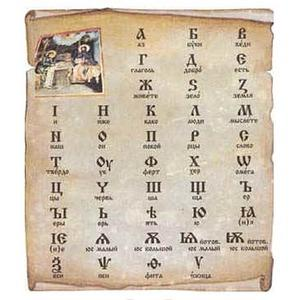 А Б В
аз буки веди
Г Д Є
глаголь добро есть
Ж Ѕ З
живете зело земля
І И К Л М
и иже како люди мыслете
N О П Р С
наш он покой рцы слово
Т Оу Ф Х Ѡ
твердо ук ферт хер омега
Ц Ч Ш Щ Ъ
цы червь ша ща ер
Ꙑ Ь Ѣ Ю Ꙗ
еры ерь ять ю (и)я
Ѥ Ѧ Ѫ Ѩ Ѭ
(и)е юс малый юс большой йотов. юс малый йотов. юс большой
Ѯ Ѱ Ѳ Ѵ
кси пси фита ижица